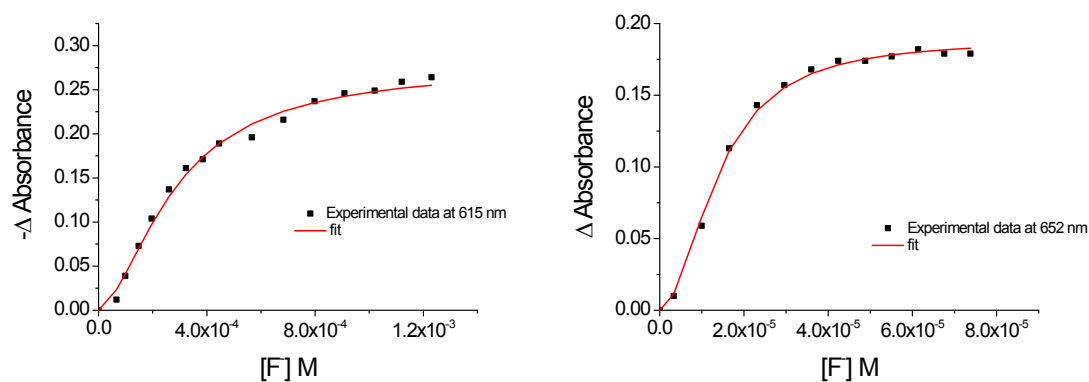 0.30
0.25
0.20
0.15
0.10
0.05
0.00
-Δ Absorbance
Experimental data at 615 nm
fit
0.0 4.0x10⁻⁴ 8.0x10⁻⁴ 1.2x10⁻³
[F⁻] M
0.20
0.15
0.10
0.05
0.00
Δ Absorbance
Experimental data at 652 nm
fit
0.0 2.0x10⁻⁵ 4.0x10⁻⁵ 6.0x10⁻⁵ 8.0x10⁻⁵
[F⁻] M